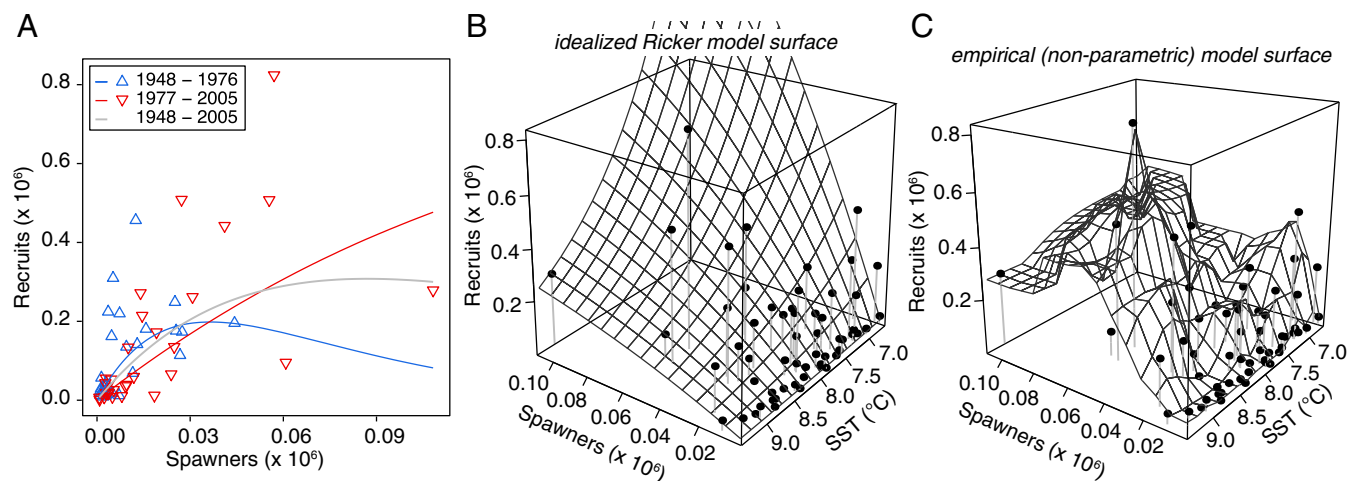 A
1948 – 1976
1977 – 2005
1948 – 2005
Recruits (x 10⁶)
0.8
0.6
0.4
0.2
0.0
0.00 0.03 0.06 0.09
Spawners (x 10⁶)
B
idealized Ricker model surface
Recruits (x 10⁶)
0.8
0.6
0.4
0.2
0.10 0.08 0.06 0.04 0.02
Spawners (x 10⁶)
9.0 8.5 8.0 7.5 7.0
SST (°C)
C
empirical (non-parametric) model surface
Recruits (x 10⁶)
0.8
0.6
0.4
0.2
0.10 0.08 0.06 0.04 0.02
Spawners (x 10⁶)
9.0 8.5 8.0 7.5 7.0
SST (°C)